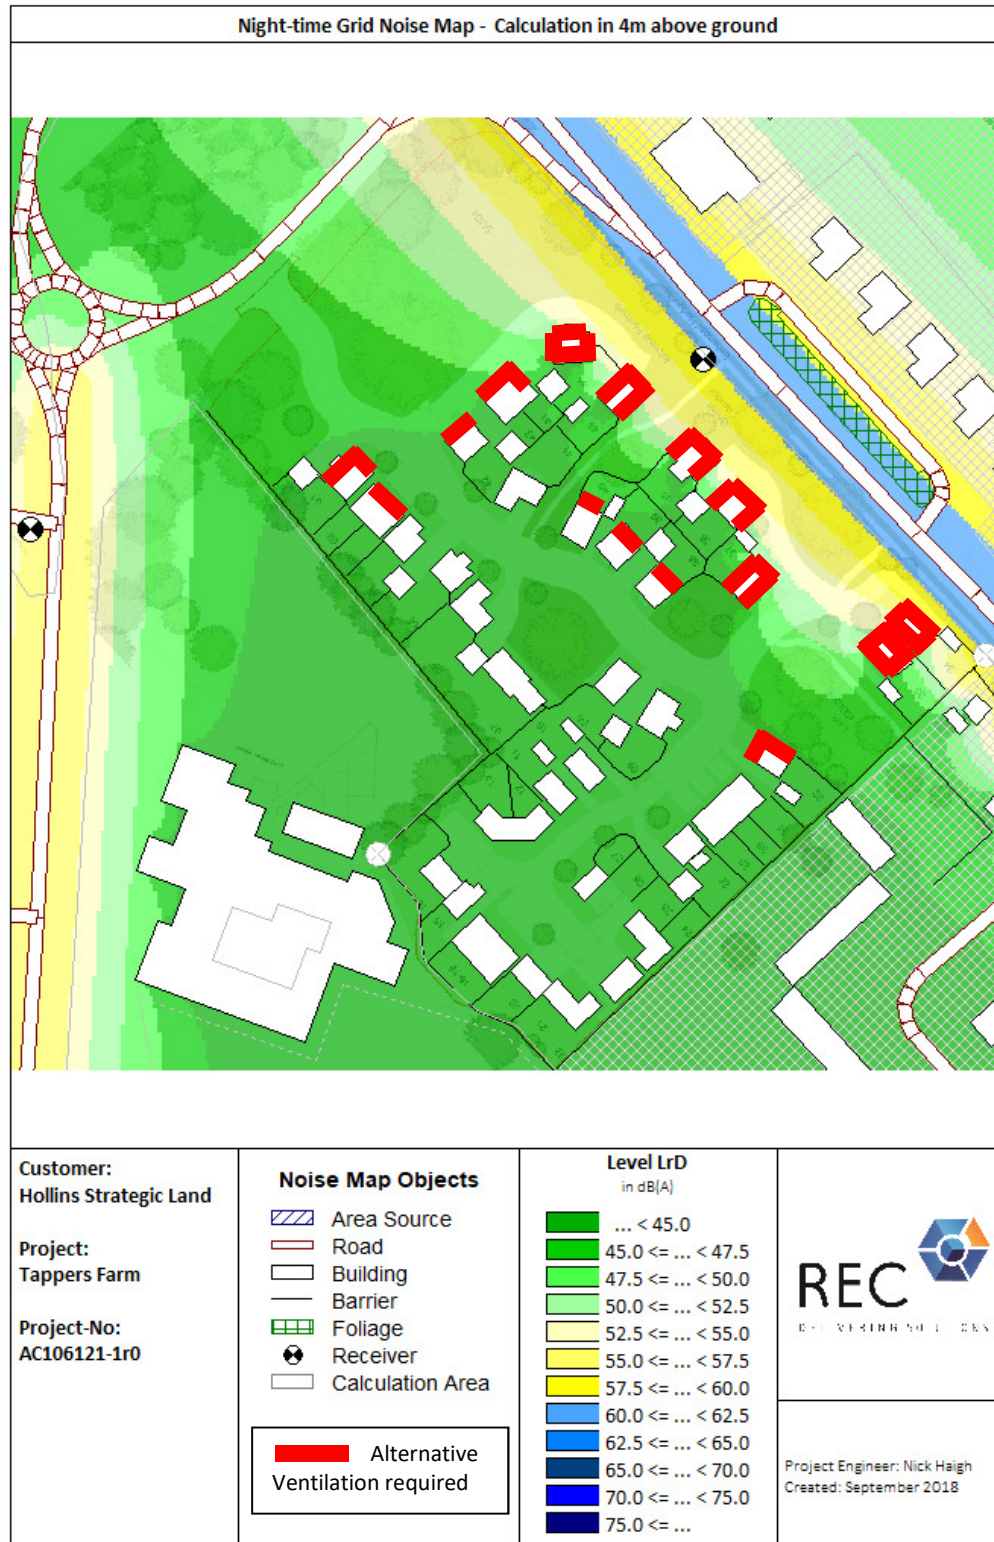 Night-time Grid Noise Map - Calculation in 4m above ground
Customer:
Hollins Strategic Land
Project:
Tappers Farm
Project-No:
AC106121-1r0
Noise Map Objects
Area Source
Road
Building
Barrier
Foliage
Receiver
Calculation Area
Alternative
Ventilation required
Level LrD
in dB(A)
... < 45.0
45.0 <= ... < 47.5
47.5 <= ... < 50.0
50.0 <= ... < 52.5
52.5 <= ... < 55.0
55.0 <= ... < 57.5
57.5 <= ... < 60.0
60.0 <= ... < 62.5
62.5 <= ... < 65.0
65.0 <= ... < 70.0
70.0 <= ... < 75.0
75.0 <= ...
REC
DELIVERING SOLUTIONS
Project Engineer: Nick Haigh
Created: September 2018